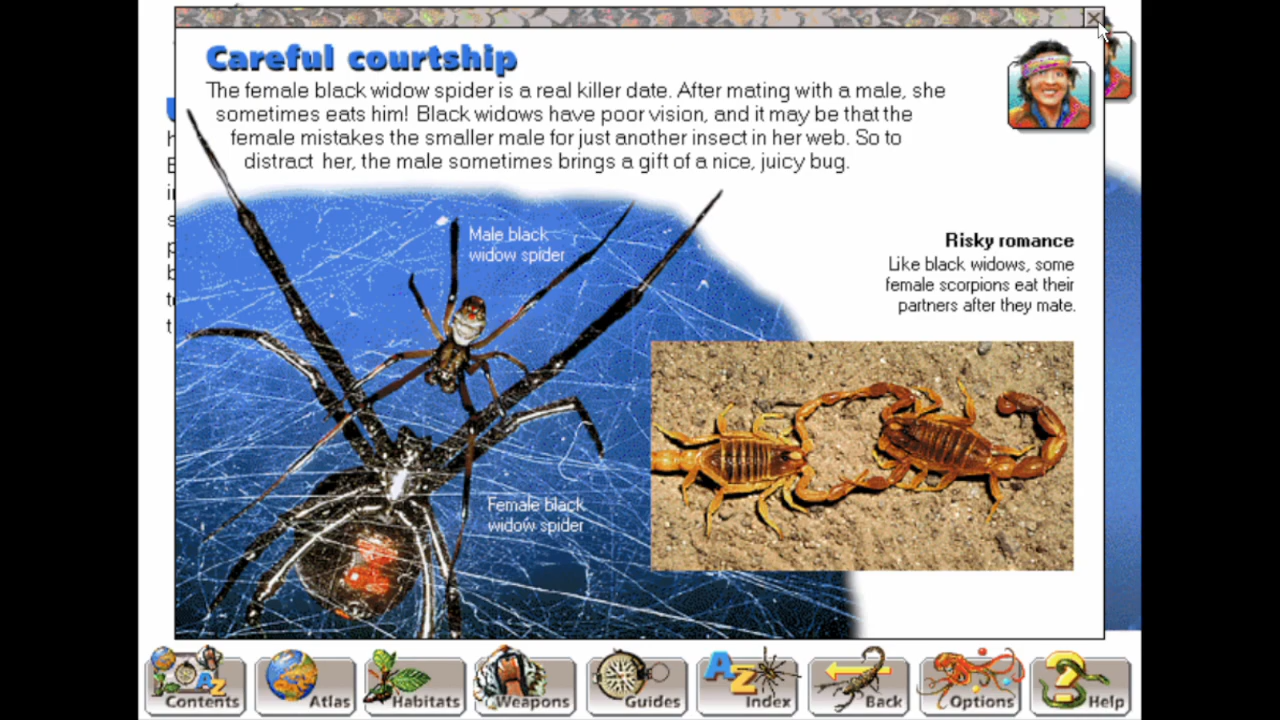 Careful courtship
The female black widow spider is a real killer date. After mating with a male, she
sometimes eats him! Black widows have poor vision, and it may be that the
female mistakes the smaller male for just another insect in her web. So to
distract her, the male sometimes brings a gift of a nice, juicy bug.
Male black
widow spider
Risky romance
Like black widows, some
female scorpions eat their
partners after they mate.
Female black
widow spider
Contents
Atlas
Habitats
Weapons
Guides
AZ
Index
Back
Options
?
Help